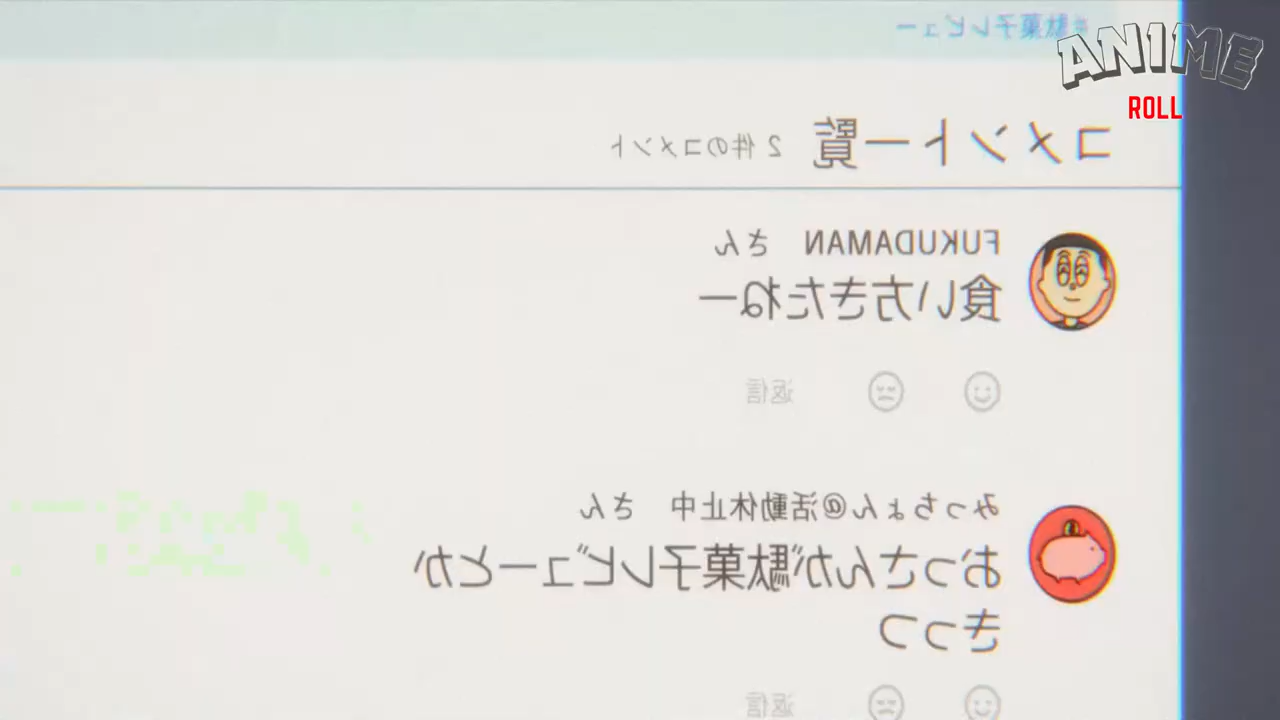 #駄菓子レビュー
ANIME
ROLL
コメント一覧 2 件のコメント
FUKUDAMAN さん
食い方きたねー
返信
みっちょん@活動休止中 さん
おっさんが駄菓子レビューとか
きっつ
返信